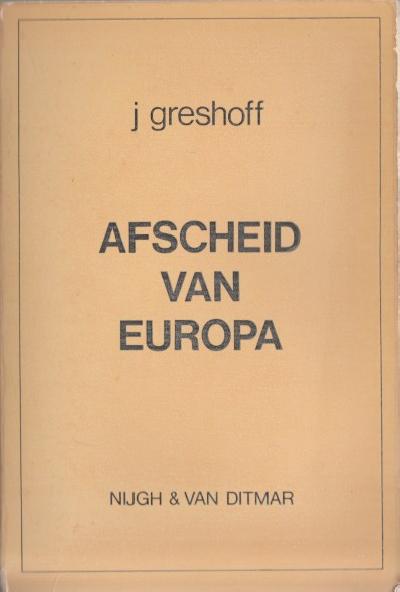 j greshoff
AFSCHEID
VAN
EUROPA
NIJGH & VAN DITMAR